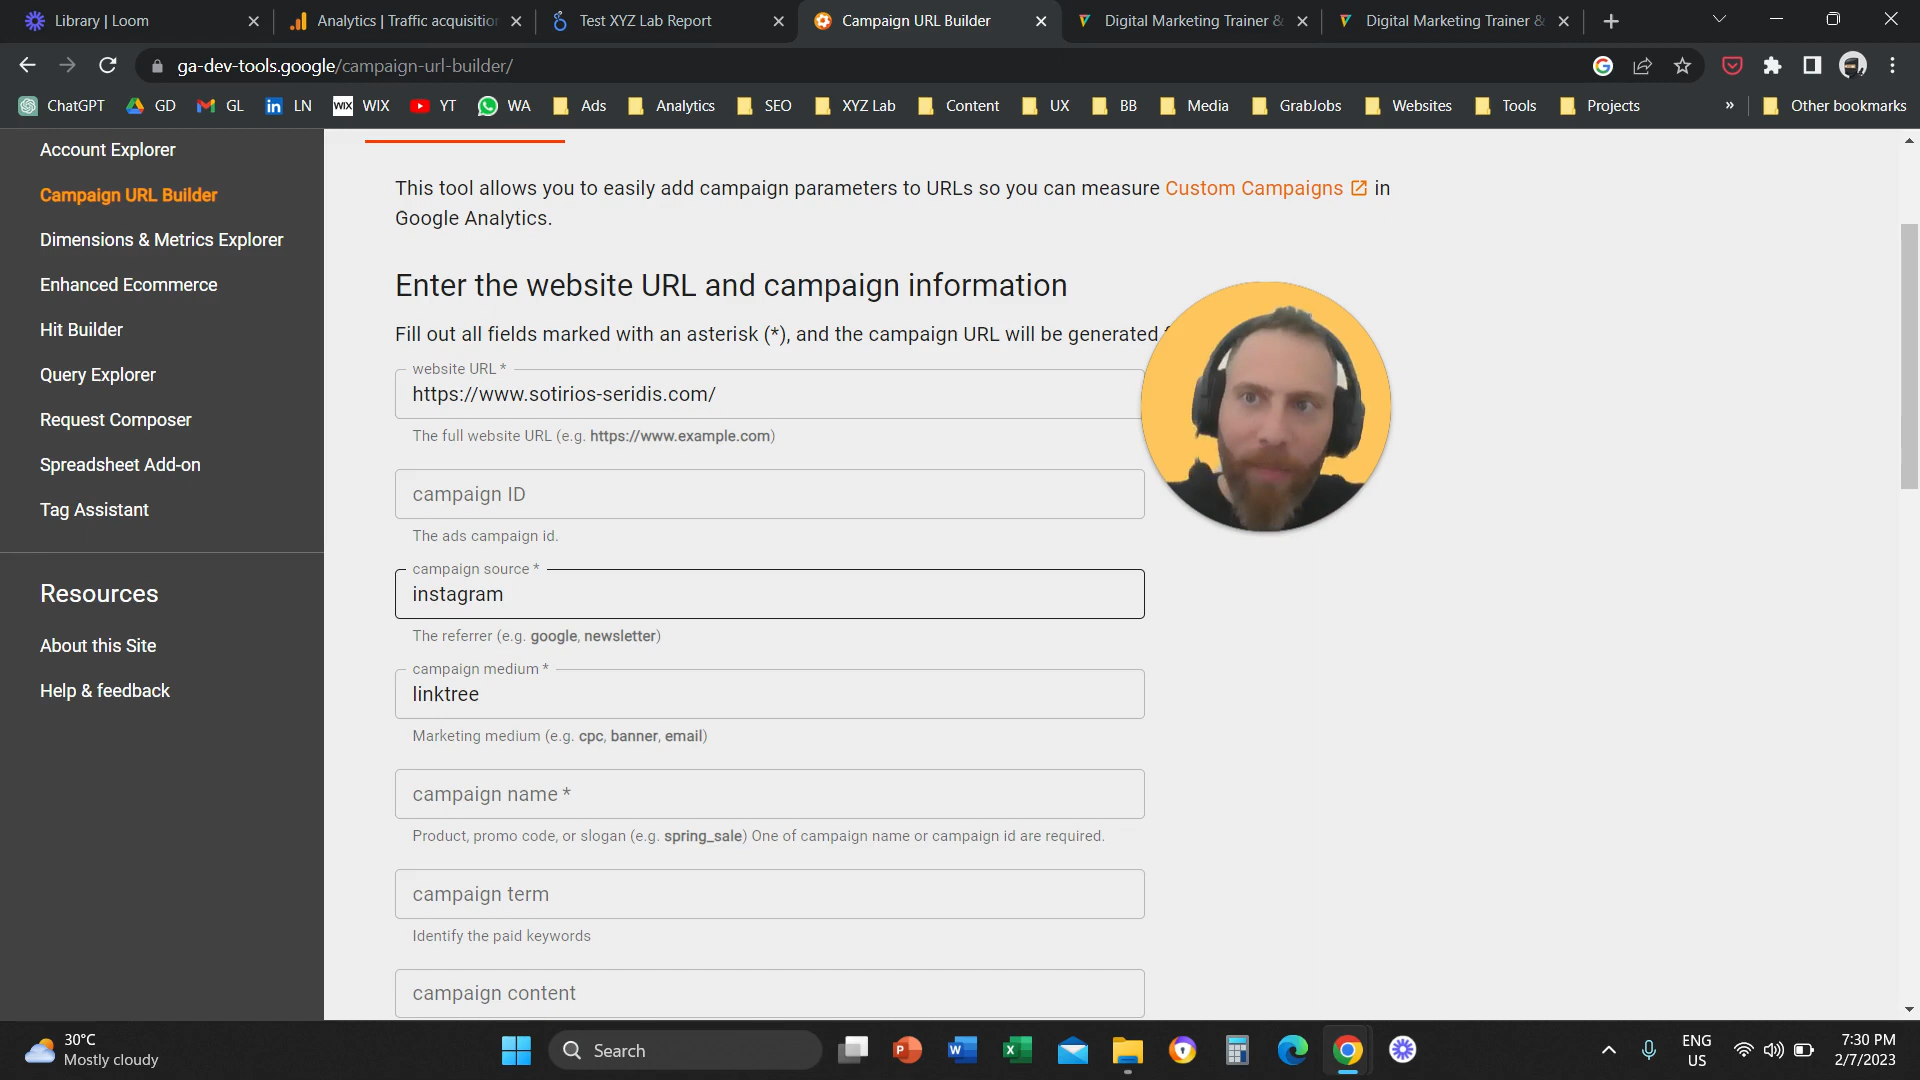 Library | Loom
Analytics | Traffic acquisition
Test XYZ Lab Report
Campaign URL Builder
Digital Marketing Trainer &
Digital Marketing Trainer &
ga-dev-tools.google/campaign-url-builder/
ChatGPT
GD
GL
LN
WIX
WIX
YT
WA
Ads
Analytics
SEO
XYZ Lab
Content
UX
BB
Media
GrabJobs
Websites
Tools
Projects
»
Other bookmarks
Account Explorer
Campaign URL Builder
Dimensions & Metrics Explorer
Enhanced Ecommerce
Hit Builder
Query Explorer
Request Composer
Spreadsheet Add-on
Tag Assistant
Resources
About this Site
Help & feedback
This tool allows you to easily add campaign parameters to URLs so you can measure Custom Campaigns in
Google Analytics.
Enter the website URL and campaign information
Fill out all fields marked with an asterisk (*), and the campaign URL will be generated
website URL *
https://www.sotirios-seridis.com/
The full website URL (e.g. https://www.example.com)
campaign ID
The ads campaign id.
campaign source *
instagram
The referrer (e.g. google, newsletter)
campaign medium *
linktree
Marketing medium (e.g. cpc, banner, email)
campaign name *
Product, promo code, or slogan (e.g. spring_sale) One of campaign name or campaign id are required.
campaign term
Identify the paid keywords
campaign content
30°C
Mostly cloudy
Search
ENG
US
7:30 PM
2/7/2023